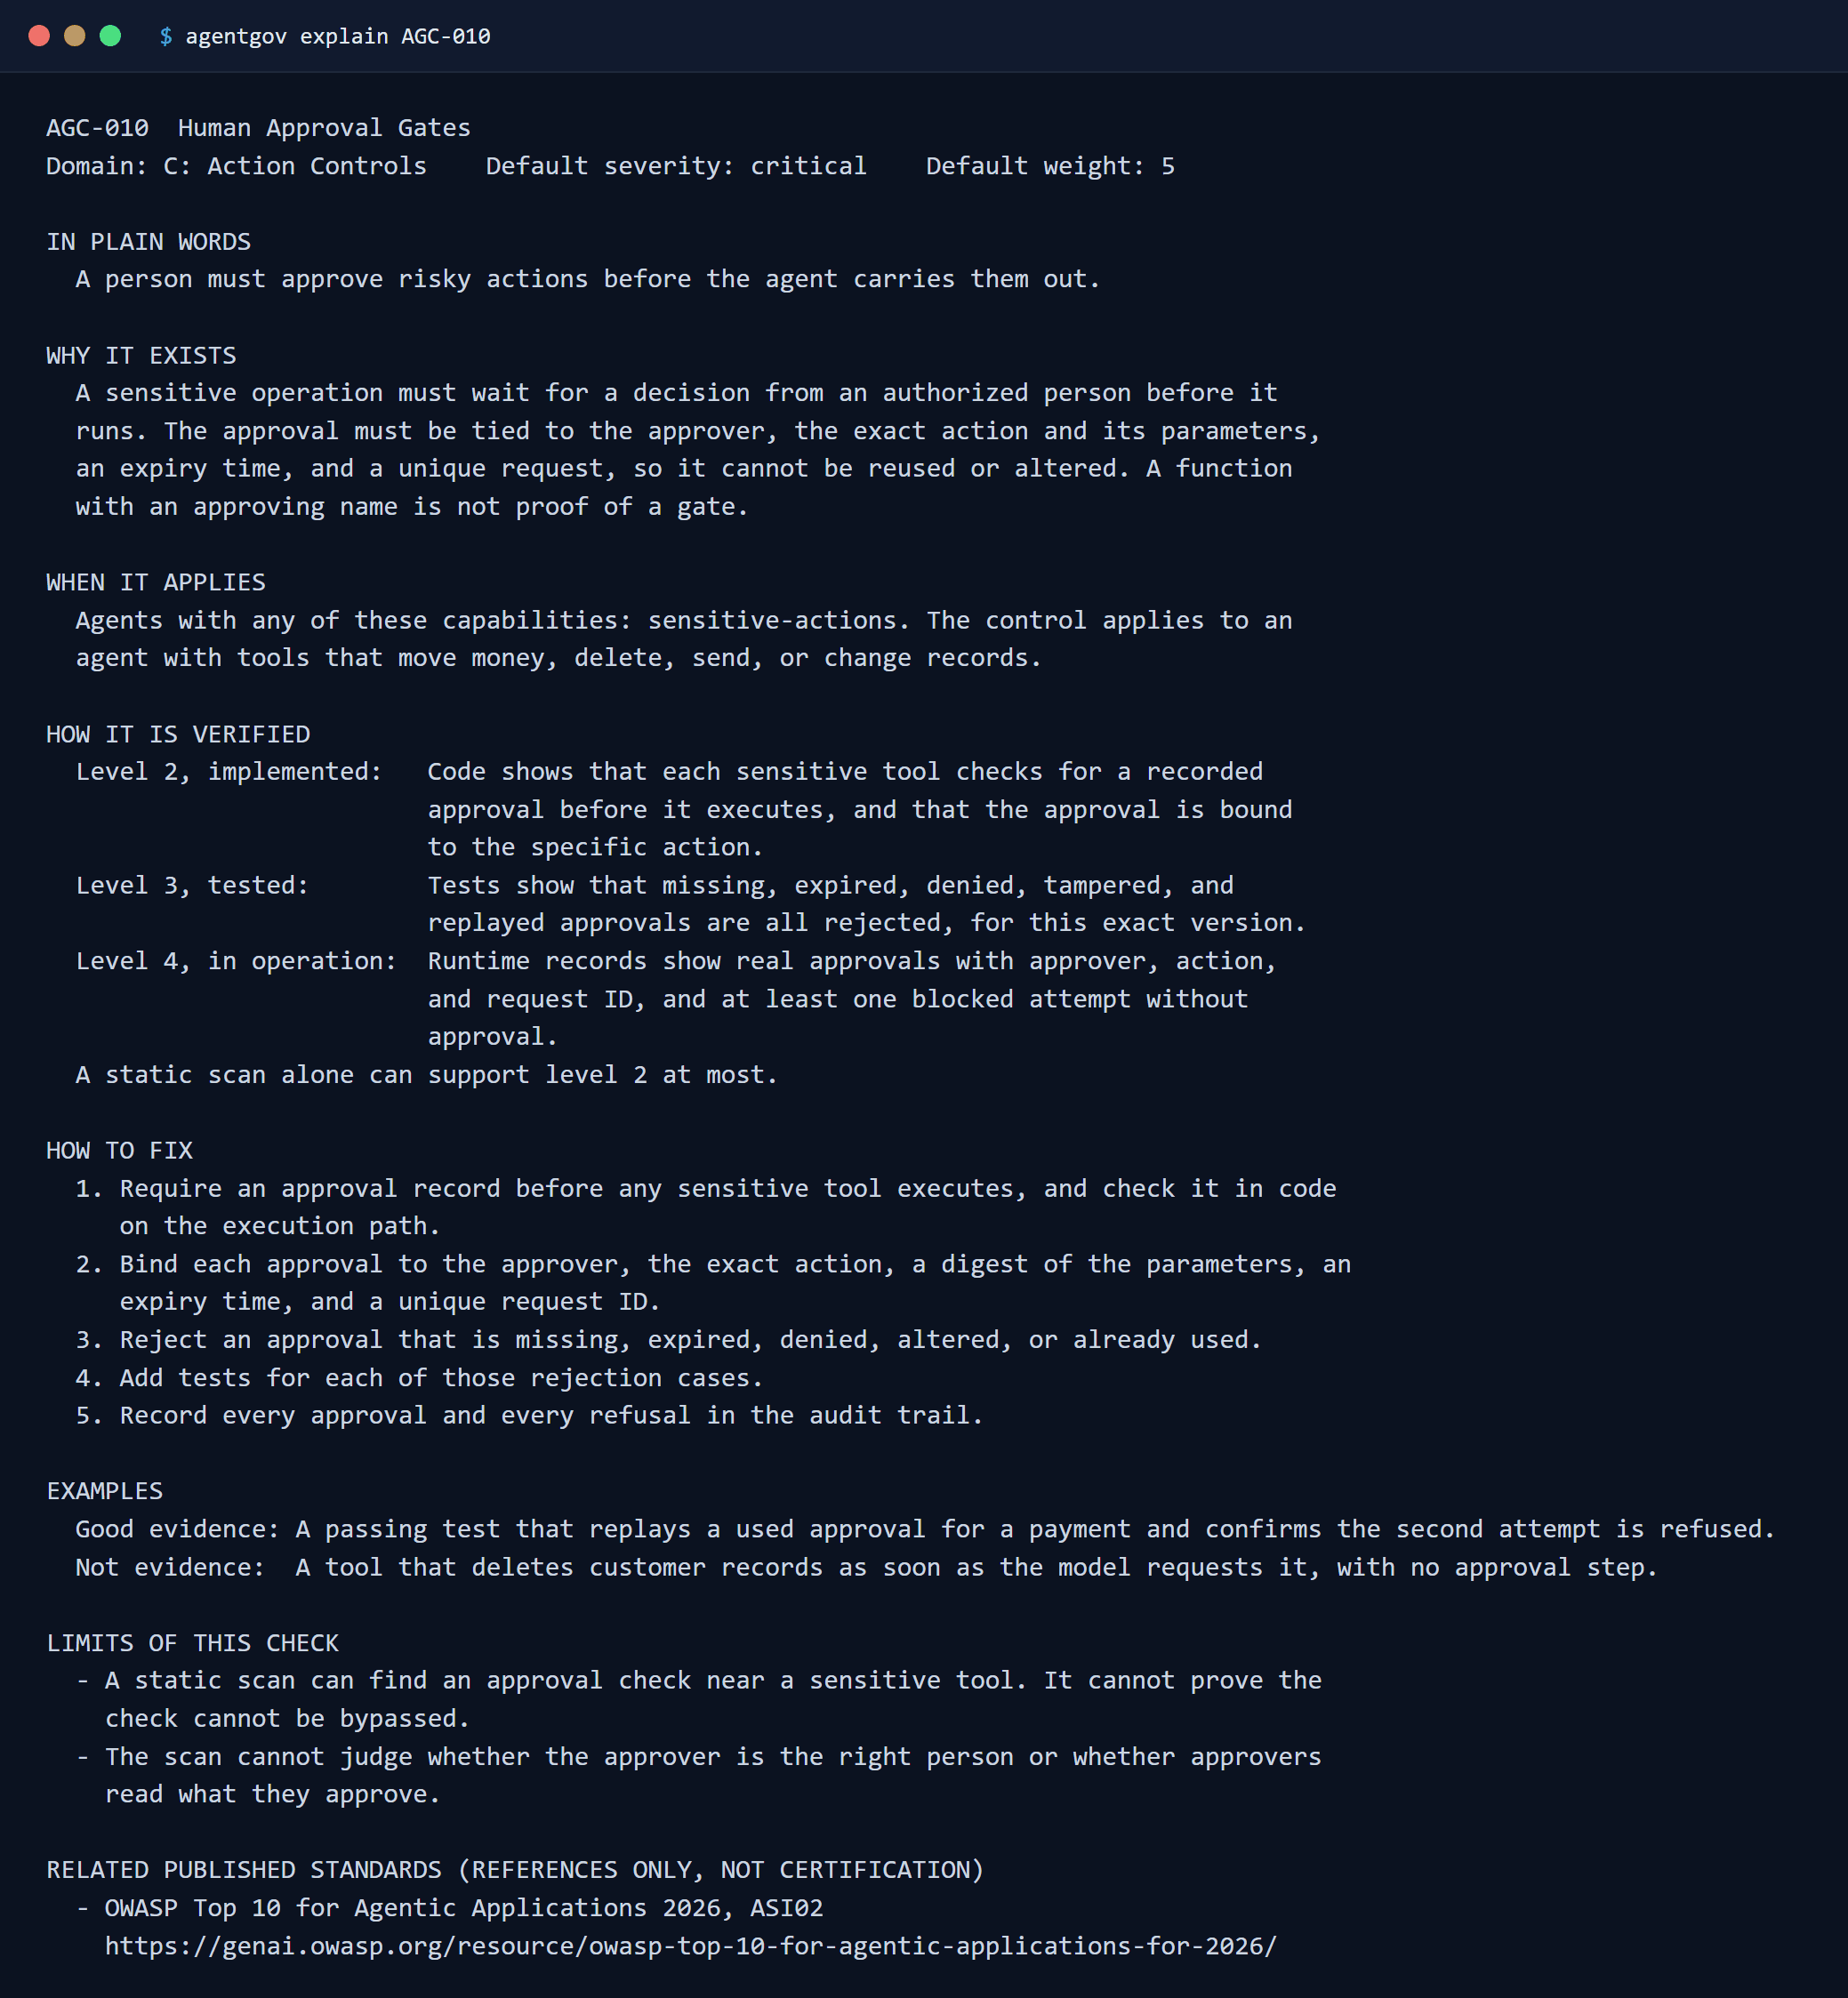 $ agentgov explain AGC-010
AGC-010  Human Approval Gates
Domain: C: Action Controls    Default severity: critical    Default weight: 5
IN PLAIN WORDS
A person must approve risky actions before the agent carries them out.
WHY IT EXISTS
A sensitive operation must wait for a decision from an authorized person before it
runs. The approval must be tied to the approver, the exact action and its parameters,
an expiry time, and a unique request, so it cannot be reused or altered. A function
with an approving name is not proof of a gate.
WHEN IT APPLIES
Agents with any of these capabilities: sensitive-actions. The control applies to an
agent with tools that move money, delete, send, or change records.
HOW IT IS VERIFIED
Level 2, implemented:   Code shows that each sensitive tool checks for a recorded
approval before it executes, and that the approval is bound
to the specific action.
Level 3, tested:        Tests show that missing, expired, denied, tampered, and
replayed approvals are all rejected, for this exact version.
Level 4, in operation:  Runtime records show real approvals with approver, action,
and request ID, and at least one blocked attempt without
approval.
A static scan alone can support level 2 at most.
HOW TO FIX
1. Require an approval record before any sensitive tool executes, and check it in code
on the execution path.
2. Bind each approval to the approver, the exact action, a digest of the parameters, an
expiry time, and a unique request ID.
3. Reject an approval that is missing, expired, denied, altered, or already used.
4. Add tests for each of those rejection cases.
5. Record every approval and every refusal in the audit trail.
EXAMPLES
Good evidence: A passing test that replays a used approval for a payment and confirms the second attempt is refused.
Not evidence:  A tool that deletes customer records as soon as the model requests it, with no approval step.
LIMITS OF THIS CHECK
- A static scan can find an approval check near a sensitive tool. It cannot prove the
check cannot be bypassed.
- The scan cannot judge whether the approver is the right person or whether approvers
read what they approve.
RELATED PUBLISHED STANDARDS (REFERENCES ONLY, NOT CERTIFICATION)
- OWASP Top 10 for Agentic Applications 2026, ASI02
https://genai.owasp.org/resource/owasp-top-10-for-agentic-applications-for-2026/